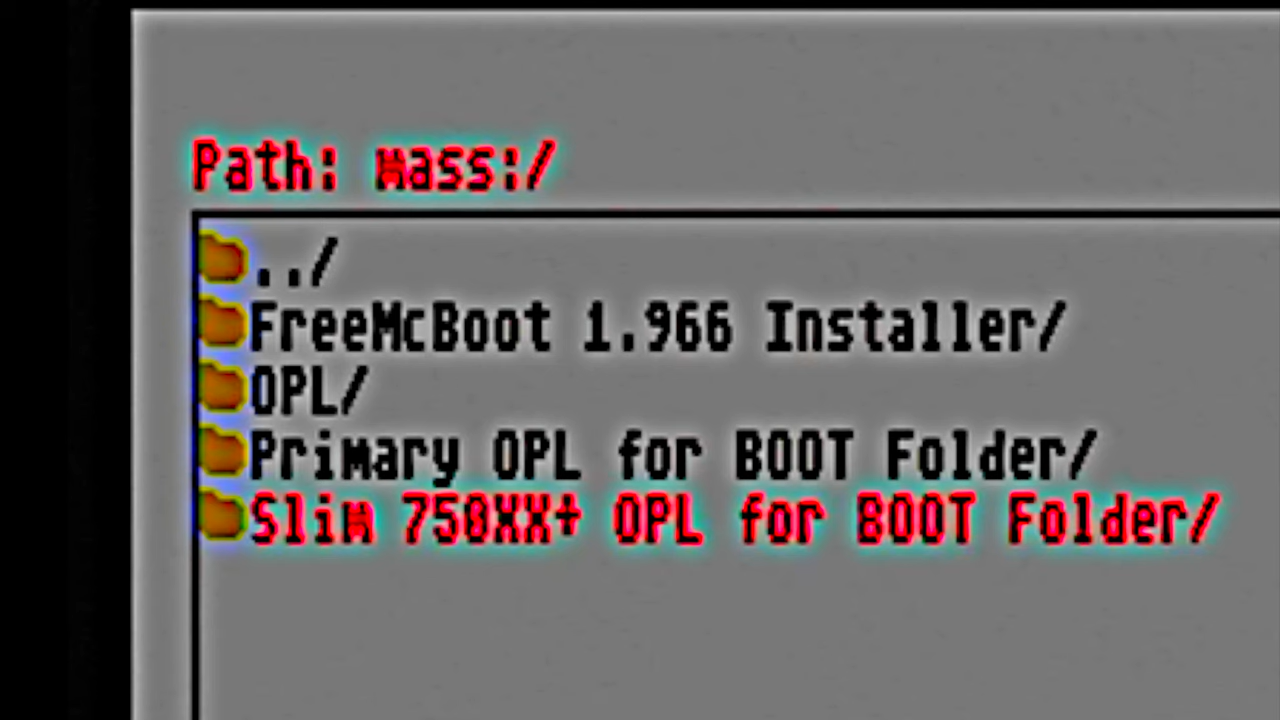 Path: mass:/
../
FreeMcBoot 1.966 Installer/
OPL/
Primary OPL for BOOT Folder/
Slim 750XX+ OPL for BOOT Folder/